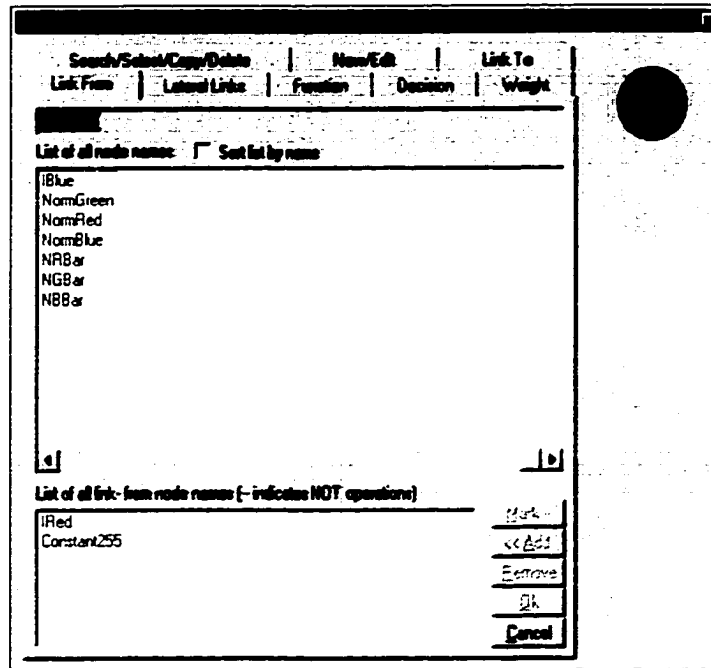 Search/Select/Copy/Delete New/Edit Link To
Link From Lateral Links Function Decision Weight
List of all node names: Sort list by name
IBlue
NormGreen
NormRed
NormBlue
NRBar
NGBar
NBBar
List of all link-from node names (-- indicates NOT operations)
IRed
Constant255
Mark --
<< Add
Remove
Ok
Cancel